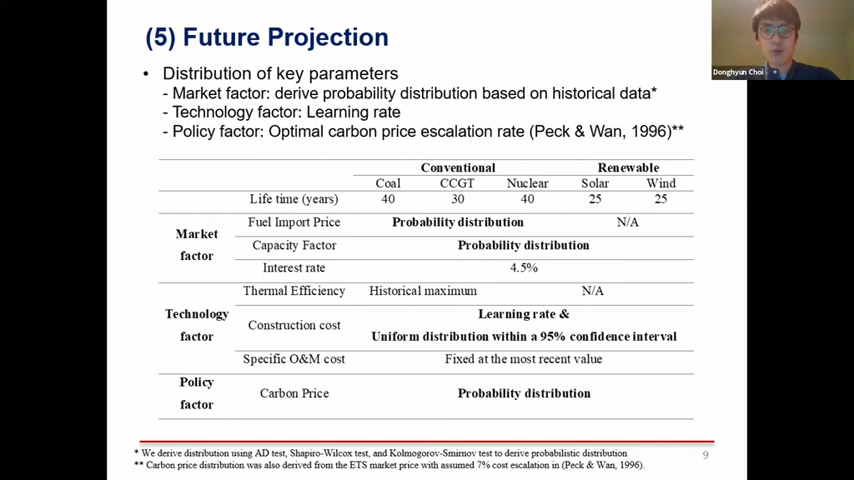 (5) Future Projection
Donghyun Choi
• Distribution of key parameters
- Market factor: derive probability distribution based on historical data*
- Technology factor: Learning rate
- Policy factor: Optimal carbon price escalation rate (Peck & Wan, 1996)**
Conventional Renewable
Coal CCGT Nuclear Solar Wind
Life time (years) 40 30 40 25 25
Market factor
Fuel Import Price Probability distribution N/A
Capacity Factor Probability distribution
Interest rate 4.5%
Technology factor
Thermal Efficiency Historical maximum N/A
Construction cost Learning rate &
Uniform distribution within a 95% confidence interval
Specific O&M cost Fixed at the most recent value
Policy factor
Carbon Price Probability distribution
* We derive distribution using AD test, Shapiro-Wilcox test, and Kolmogorov-Smirnov test to derive probabilistic distribution
** Carbon price distribution was also derived from the ETS market price with assumed 7% cost escalation in (Peck & Wan, 1996).
9